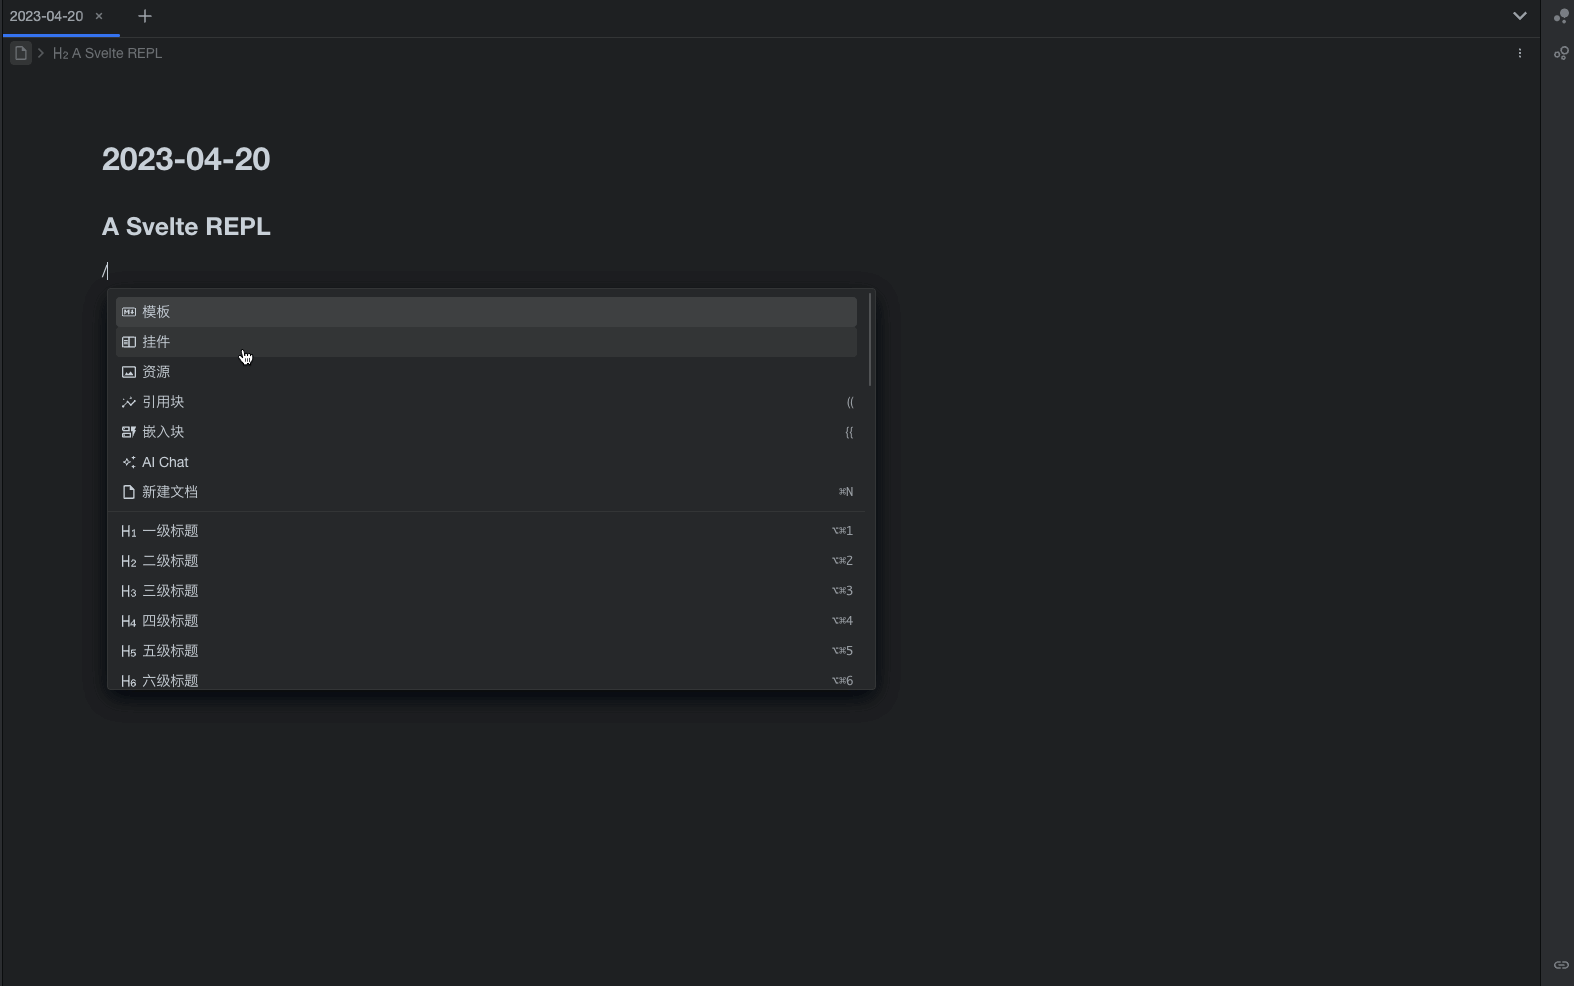 2023-04-20
H2 A Svelte REPL
2023-04-20
A Svelte REPL
/
模板
挂件
资源
引用块 ((
嵌入块 {{
AI Chat
新建文档 ⌘N
H1 一级标题 ⌥⌘1
H2 二级标题 ⌥⌘2
H3 三级标题 ⌥⌘3
H4 四级标题 ⌥⌘4
H5 五级标题 ⌥⌘5
H6 六级标题 ⌥⌘6